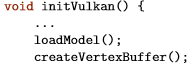 void initVulkan() {
    ...
    loadModel();
    createVertexBuffer();